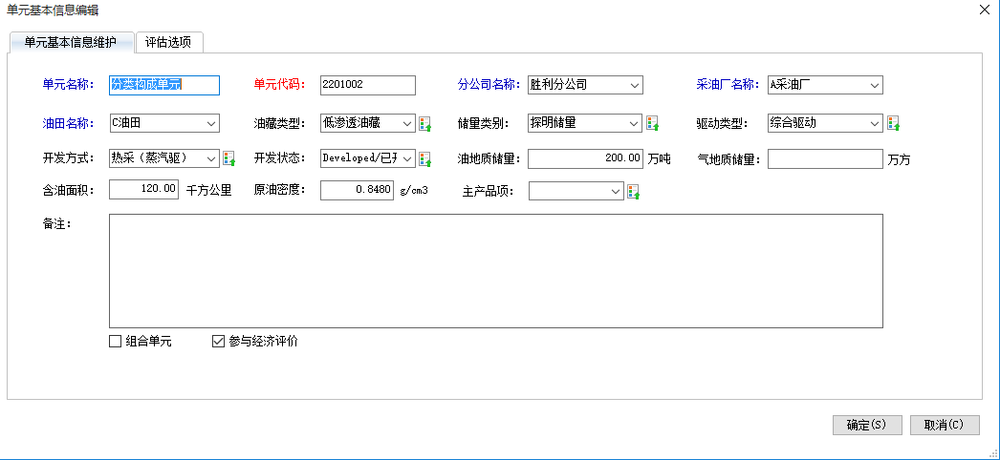 单元基本信息编辑
单元基本信息维护 评估选项
单元名称： 分类构成单元 单元代码： 2201002 分公司名称： 胜利分公司 采油厂名称： A采油厂
油田名称： C油田 油藏类型： 低渗透油藏 储量类别： 探明储量 驱动类型： 综合驱动
开发方式： 热采（蒸汽驱） 开发状态： Developed/已开 油地质储量： 200.00 万吨 气地质储量： 万方
含油面积： 120.00 千方公里 原油密度： 0.8480 g/cm3 主产品项：
备注：
组合单元 参与经济评价
确定(S) 取消(C)